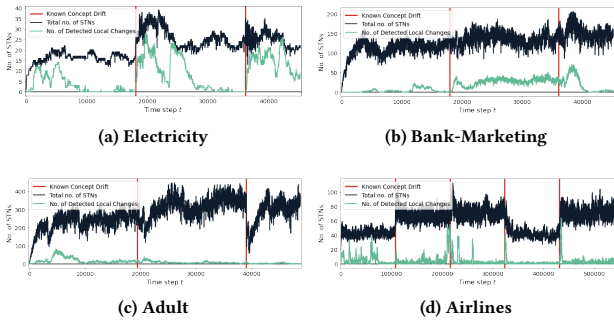 Known Concept Drift
Total no. of STNs
No. of Detected Local Changes
No. of STNs
40
35
30
25
20
15
10
5
0
0 10000 20000 30000 40000
Time step t
(a) Electricity
Known Concept Drift
Total no. of STNs
No. of Detected Local Changes
No. of STNs
200
150
100
50
0
0 10000 20000 30000 40000
Time step t
(b) Bank-Marketing
Known Concept Drift
Total no. of STNs
No. of Detected Local Changes
No. of STNs
400
300
200
100
0
0 10000 20000 30000 40000
Time step t
(c) Adult
Known Concept Drift
Total no. of STNs
No. of Detected Local Changes
No. of STNs
100
80
60
40
20
0
0 100000 200000 300000 400000 500000
Time step t
(d) Airlines